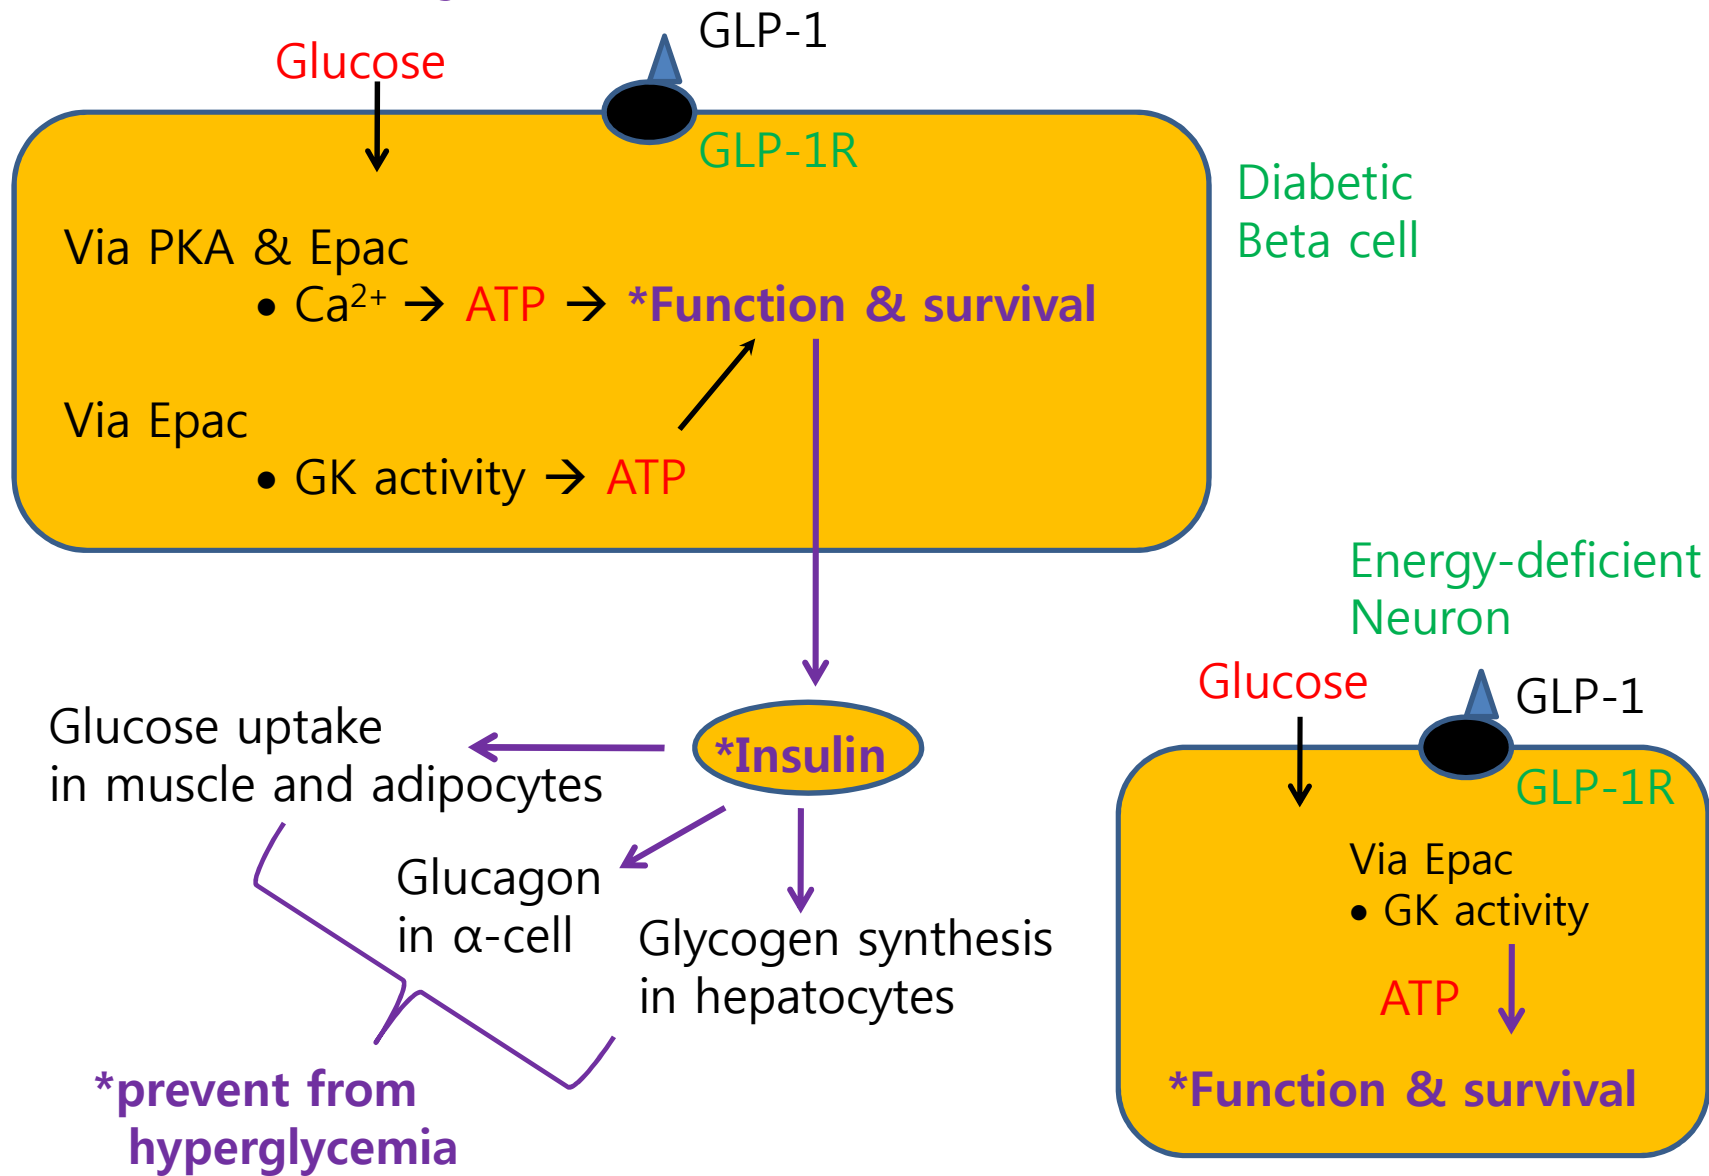 Glucose
GLP-1
GLP-1R
Diabetic
Beta cell
Via PKA & Epac
• Ca²⁺ → ATP → *Function & survival
Via Epac
• GK activity → ATP
*Insulin
Glucose uptake
in muscle and adipocytes
Glucagon
in α-cell
Glycogen synthesis
in hepatocytes
*prevent from
hyperglycemia
Energy-deficient
Neuron
Glucose
GLP-1
GLP-1R
Via Epac
• GK activity
ATP
*Function & survival